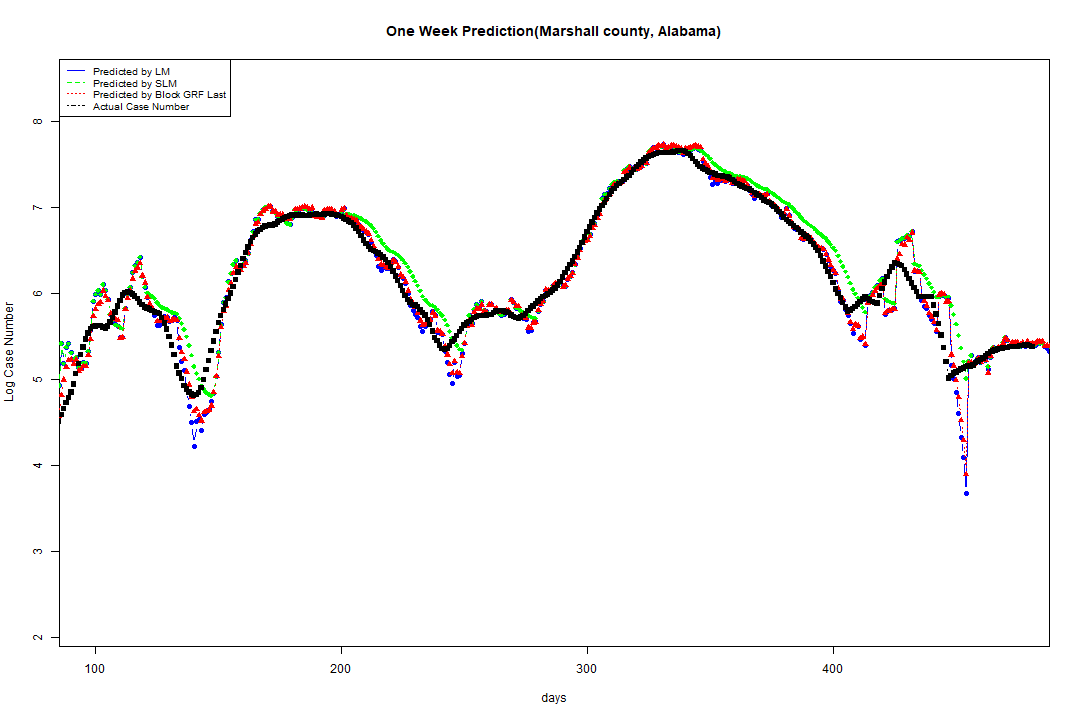 One Week Prediction(Marshall county, Alabama)
Predicted by LM
Predicted by SLM
Predicted by Block GRF Last
Actual Case Number
8
7
6
5
4
3
2
Log Case Number
100 200 300 400
days